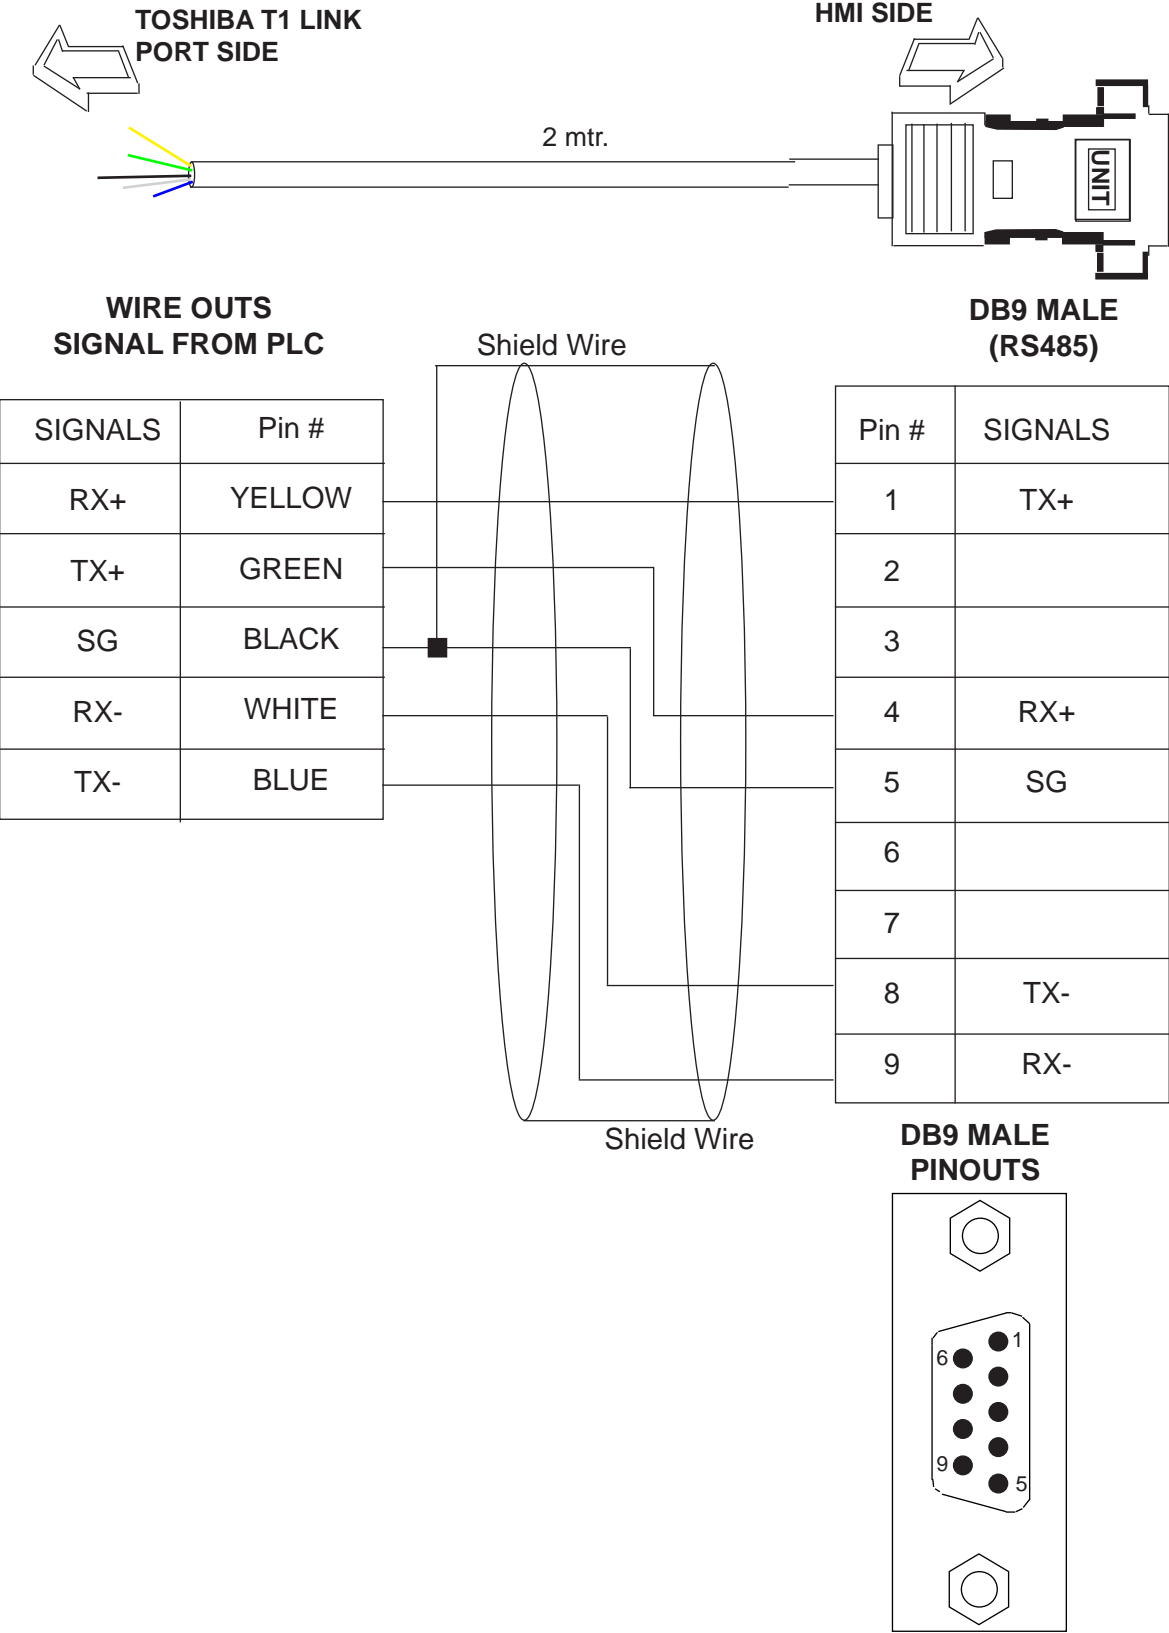 TOSHIBA T1 LINK
PORT SIDE
HMI SIDE
2 mtr.
UNIT
WIRE OUTS
SIGNAL FROM PLC
Shield Wire
DB9 MALE
(RS485)
SIGNALS Pin #
RX+ YELLOW
TX+ GREEN
SG BLACK
RX- WHITE
TX- BLUE
Pin # SIGNALS
1 TX+
2
3
4 RX+
5 SG
6
7
8 TX-
9 RX-
Shield Wire
DB9 MALE
PINOUTS
1
6
9
5